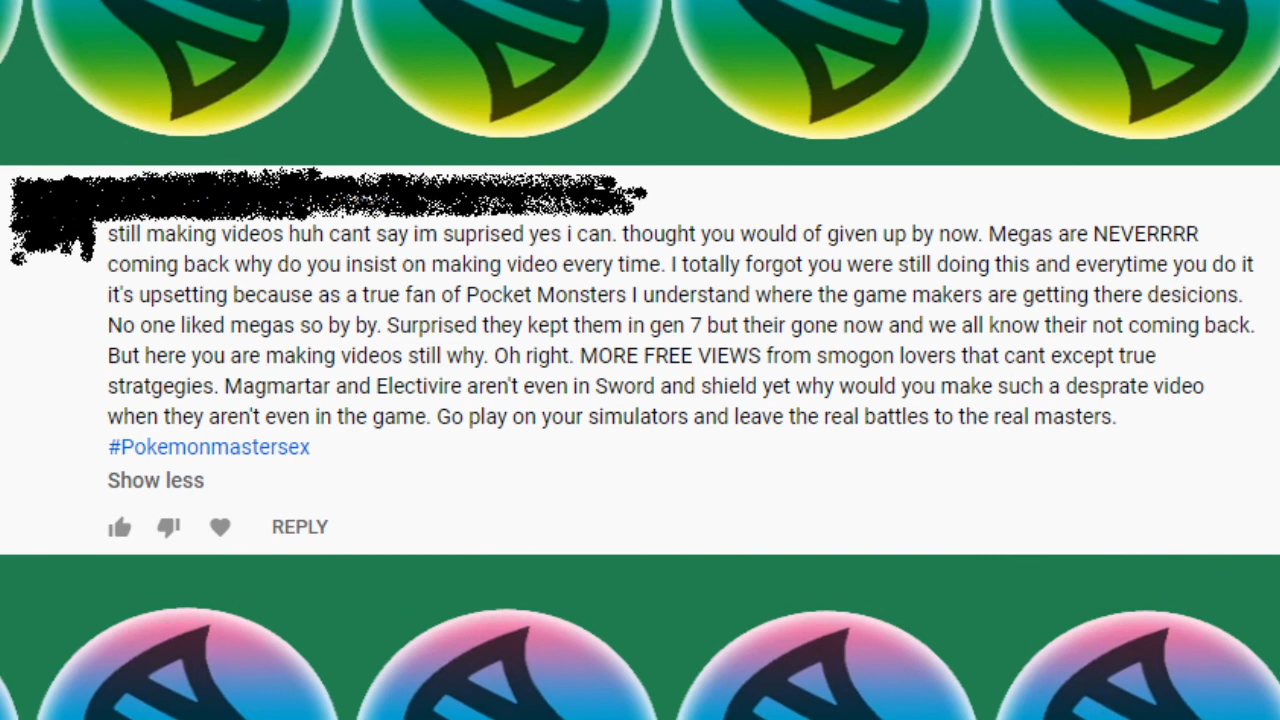 still making videos huh cant say im suprised yes i can. thought you would of given up by now. Megas are NEVERRRR
coming back why do you insist on making video every time. I totally forgot you were still doing this and everytime you do it
it's upsetting because as a true fan of Pocket Monsters I understand where the game makers are getting there desicions.
No one liked megas so by by. Surprised they kept them in gen 7 but their gone now and we all know their not coming back.
But here you are making videos still why. Oh right. MORE FREE VIEWS from smogon lovers that cant except true
stratgegies. Magmartar and Electivire aren't even in Sword and shield yet why would you make such a desprate video
when they aren't even in the game. Go play on your simulators and leave the real battles to the real masters.
#Pokemonmastersex
Show less
REPLY